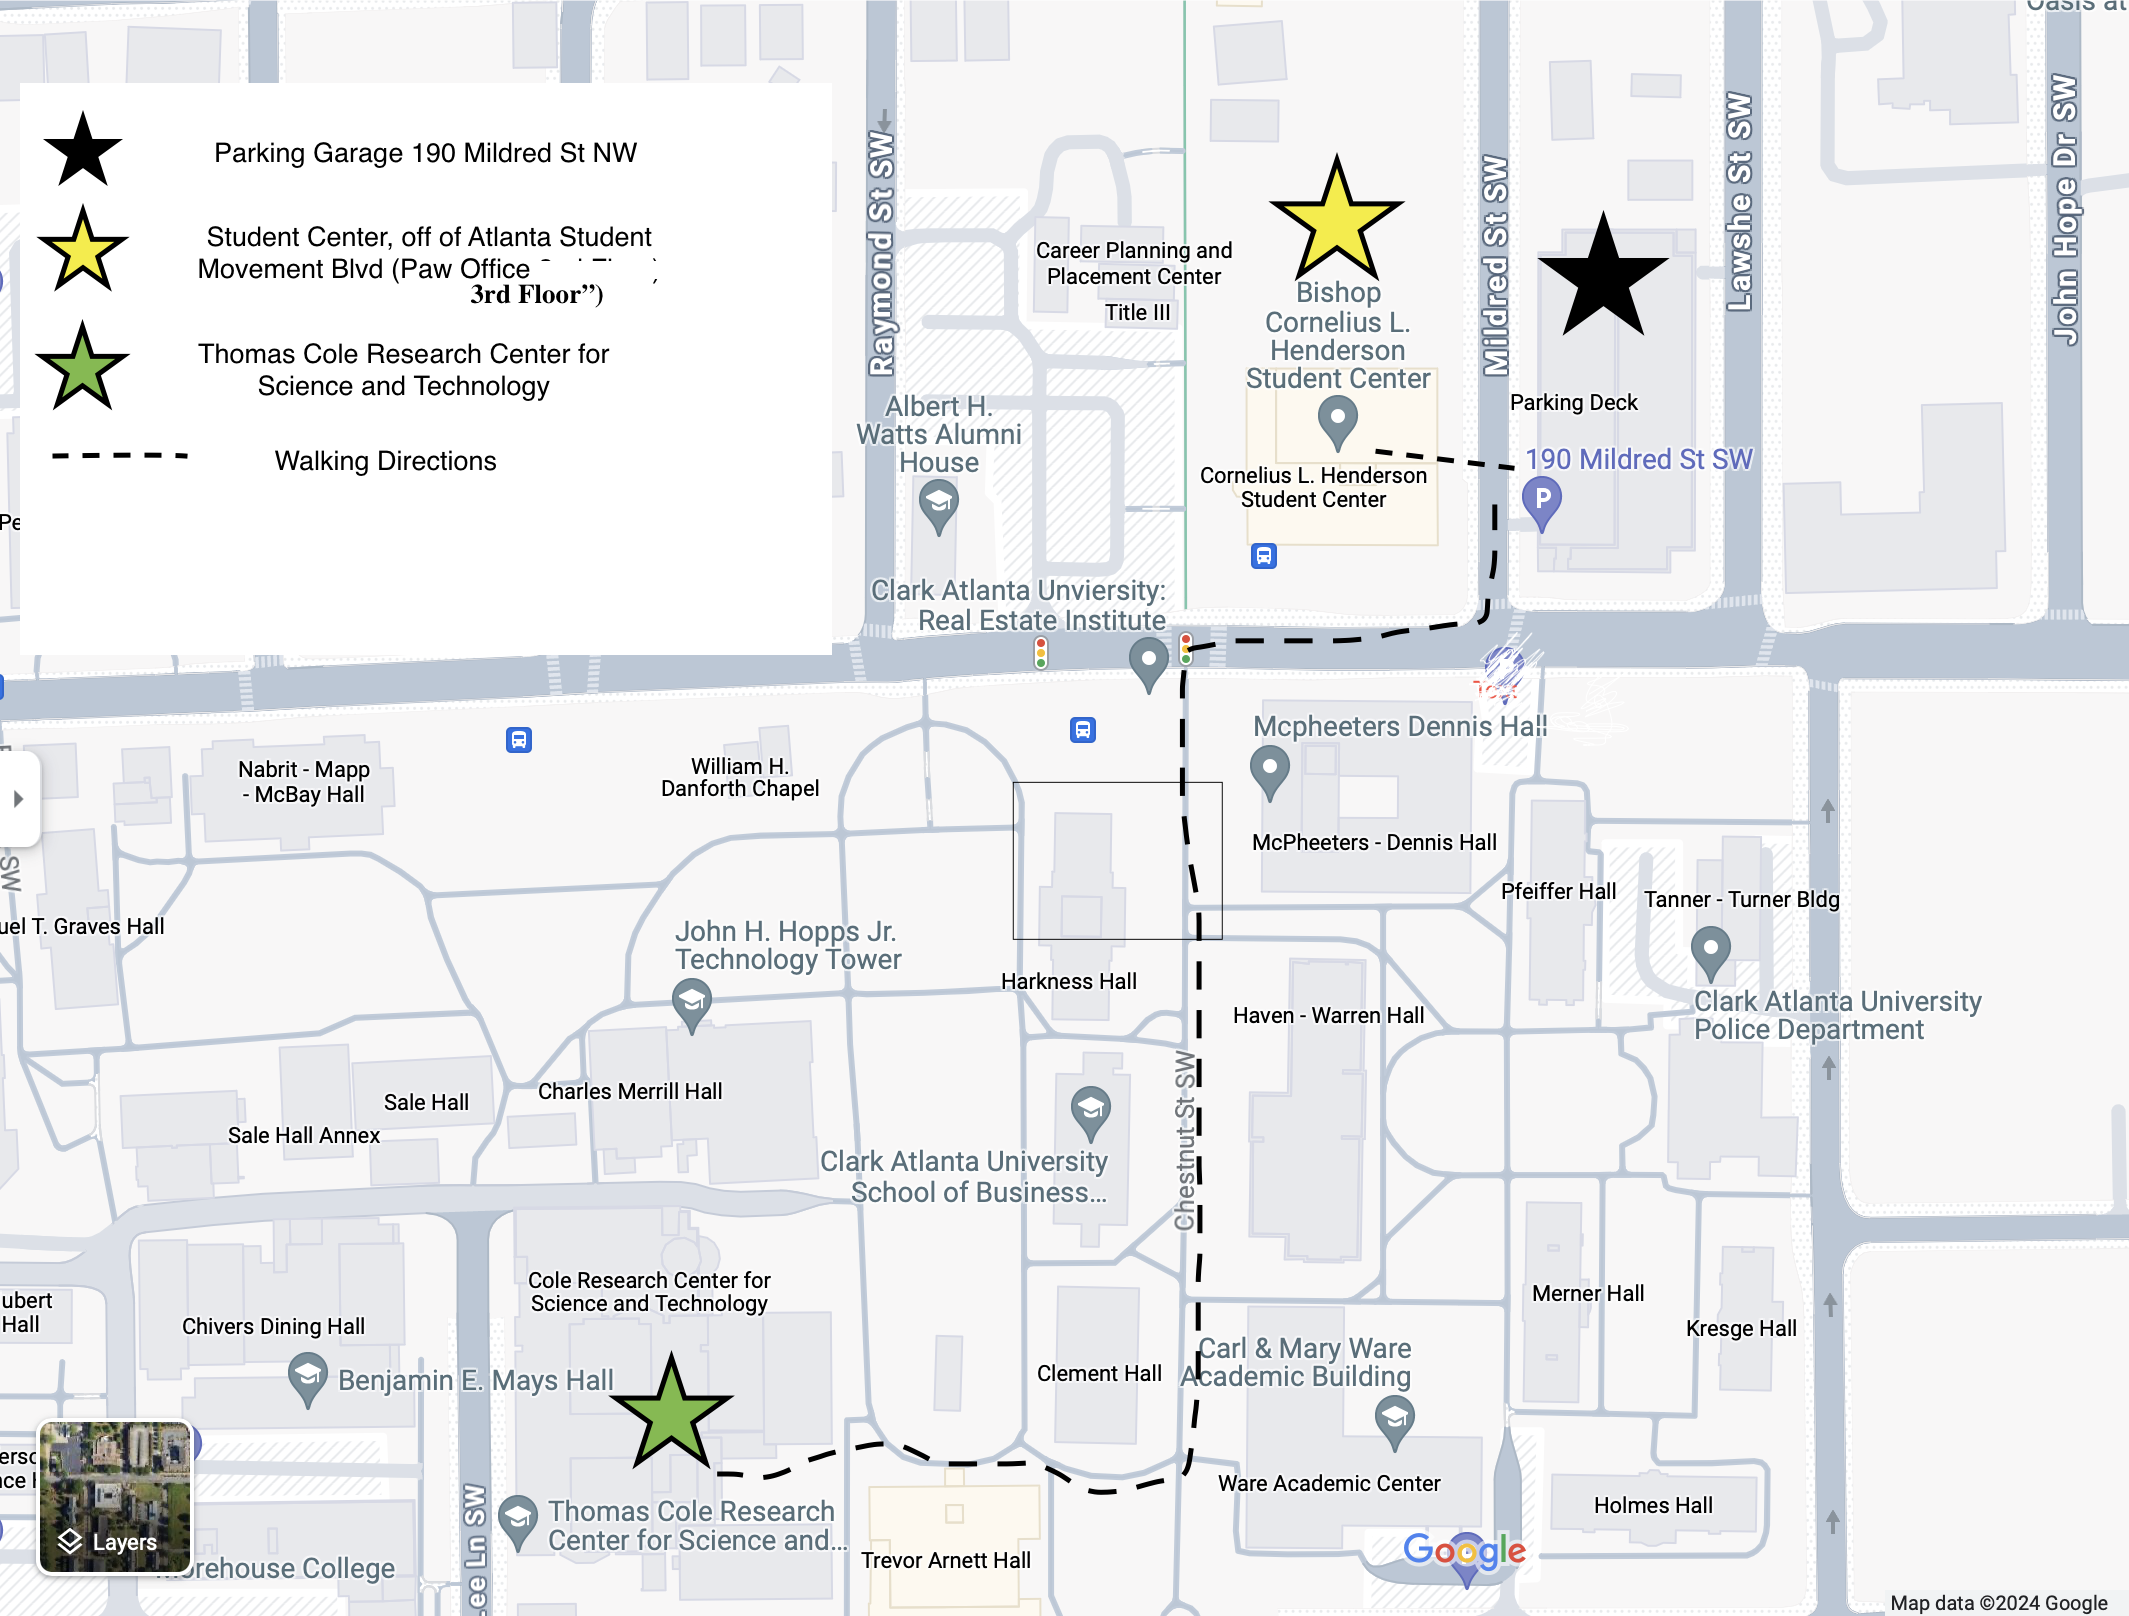 Oasis at
Parking Garage 190 Mildred St NW
Student Center, off of Atlanta Student
Movement Blvd (Paw Office
3rd Floor”)
Thomas Cole Research Center for
Science and Technology
Walking Directions
Raymond St SW
Mildred St SW
Lawshe St SW
John Hope Dr SW
Career Planning and
Placement Center
Title III
Bishop
Cornelius L.
Henderson
Student Center
Cornelius L. Henderson
Student Center
Parking Deck
190 Mildred St SW
P
Albert H.
Watts Alumni
House
Clark Atlanta Unviersity:
Real Estate Institute
Mcpheeters Dennis Hall
McPheeters - Dennis Hall
Nabrit - Mapp
- McBay Hall
William H.
Danforth Chapel
SW
uel T. Graves Hall
John H. Hopps Jr.
Technology Tower
Harkness Hall
Pfeiffer Hall
Tanner - Turner Bldg
Clark Atlanta University
Police Department
Haven - Warren Hall
Charles Merrill Hall
Sale Hall
Sale Hall Annex
Clark Atlanta University
School of Business...
Chestnut St SW
Cole Research Center for
Science and Technology
Chivers Dining Hall
ubert
Hall
Benjamin E. Mays Hall
Clement Hall
Carl & Mary Ware
Academic Building
Ware Academic Center
Merner Hall
Kresge Hall
Holmes Hall
Thomas Cole Research
Center for Science and...
Trevor Arnett Hall
Lee Ln SW
Layers
orehouse College
Google
Map data ©2024 Google